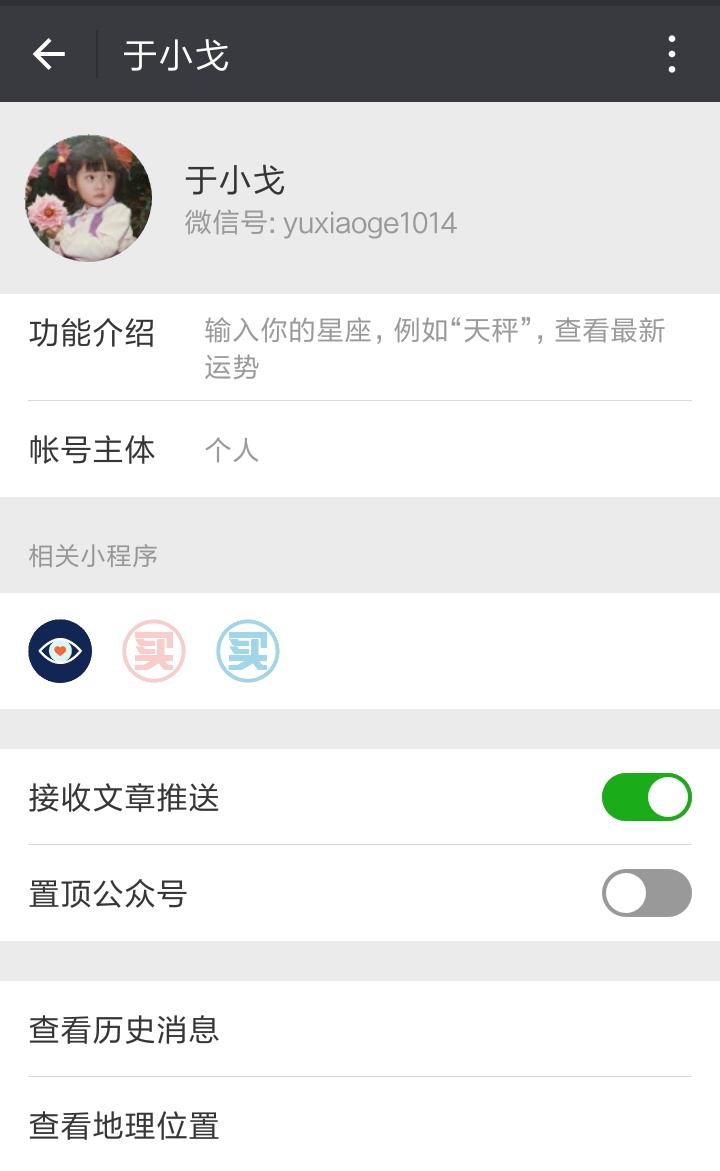 于小戈
于小戈
微信号: yuxiaoge1014
功能介绍
输入你的星座, 例如“天秤”, 查看最新
运势
帐号主体
个人
相关小程序
买
买
接收文章推送
置顶公众号
查看历史消息
查看地理位置